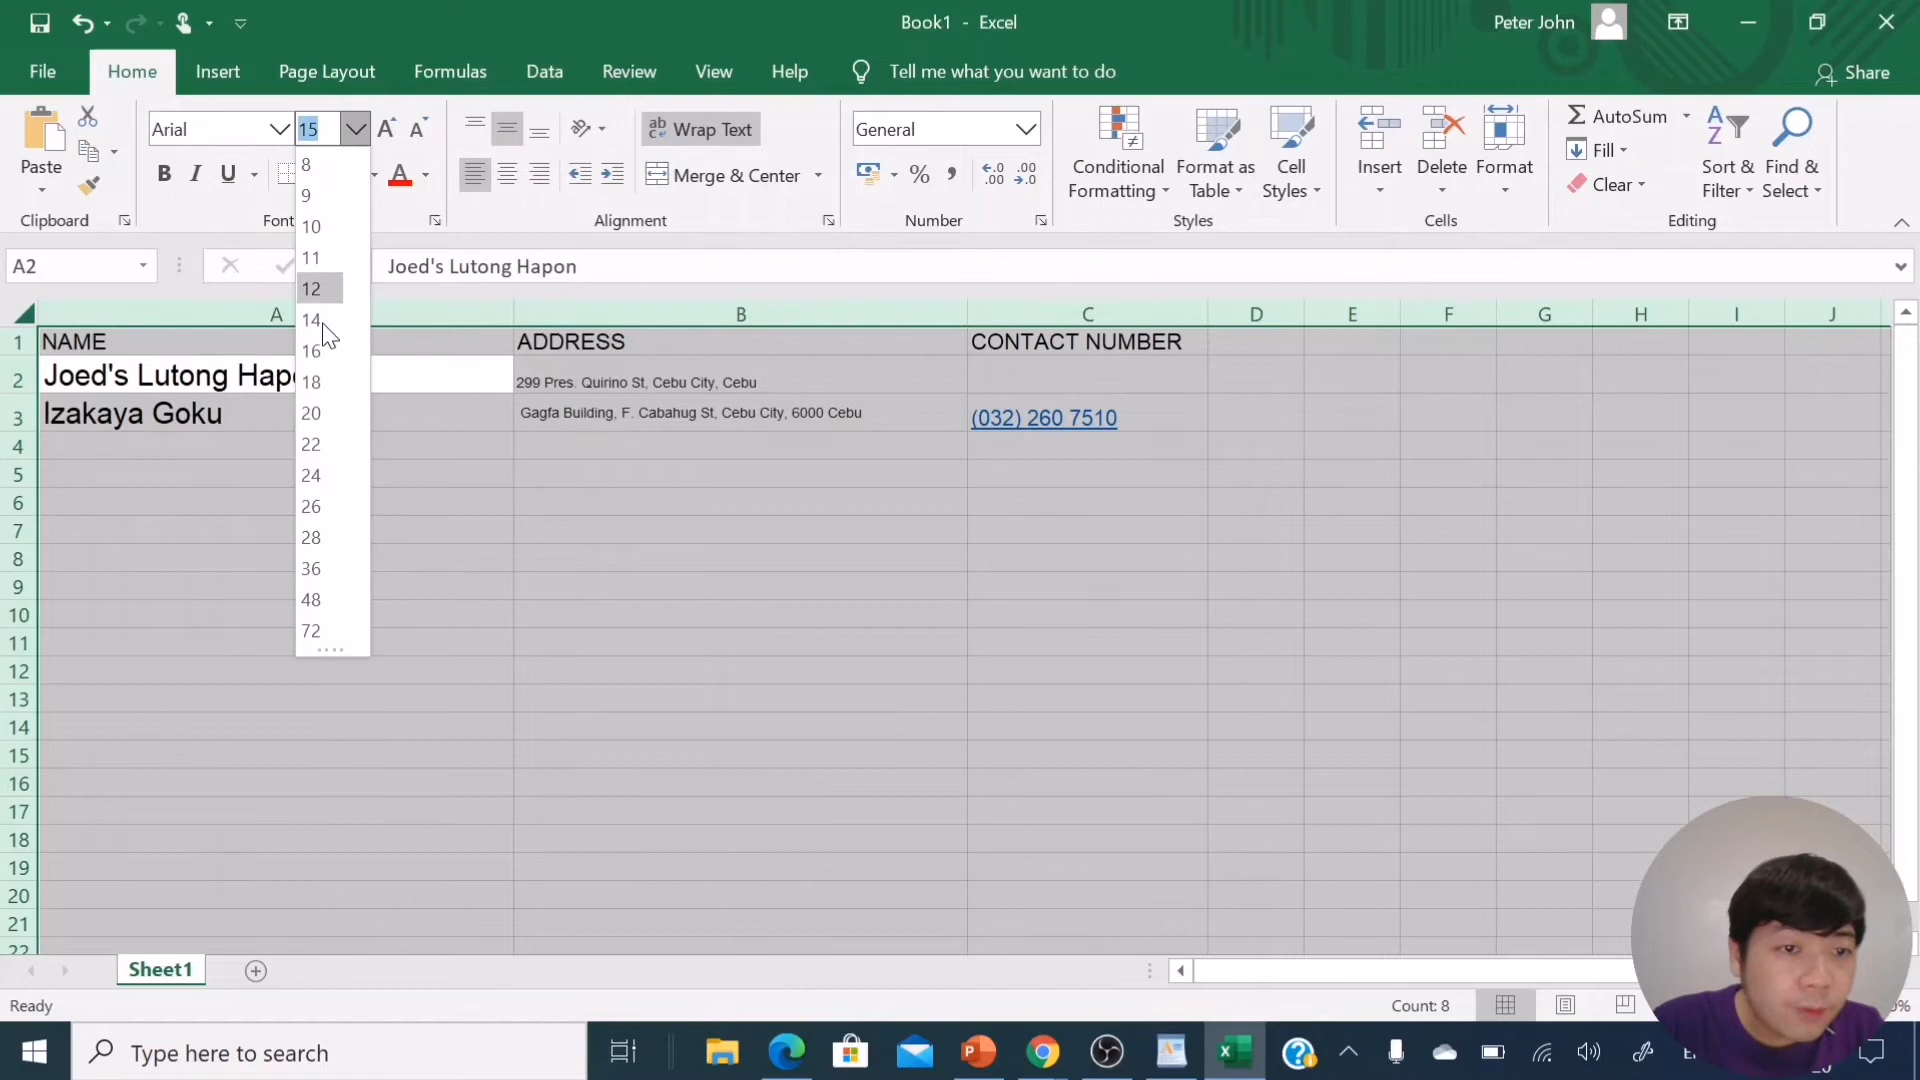 Book1 - Excel
Peter John
File
Home
Insert
Page Layout
Formulas
Data
Review
View
Help
Tell me what you want to do
Share
Paste
Clipboard
Arial
15
B I U
A
Font
Wrap Text
Merge & Center
Alignment
General
%
Number
Conditional Formatting
Format as Table
Cell Styles
Styles
Insert
Delete
Format
Cells
AutoSum
Fill
Clear
Sort & Filter
Find & Select
Editing
8
9
10
11
12
14
16
18
20
22
24
26
28
36
48
72
A2
Joed's Lutong Hapon
A B C D E F G H I J
1 NAME ADDRESS CONTACT NUMBER
2 Joed's Lutong Hapo 299 Pres. Quirino St, Cebu City, Cebu
3 Izakaya Goku Gagfa Building, F. Cabahug St, Cebu City, 6000 Cebu (032) 260 7510
4
5
6
7
8
9
10
11
12
13
14
15
16
17
18
19
20
21
22
Sheet1
Ready
Count: 8
Type here to search